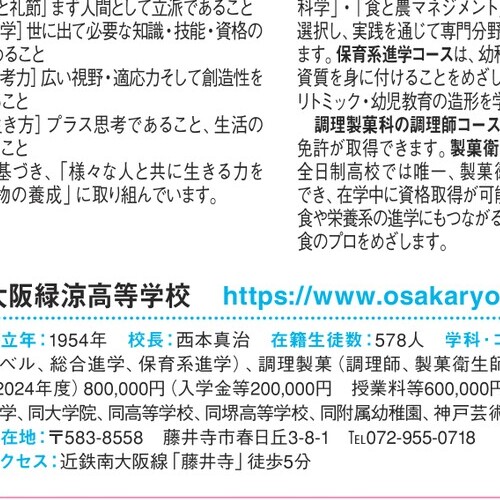 と礼節］まず人間として立派であること
学］世に出て必要な知識・技能・資格の
めること
考力］広い視野・適応力そして創造性を
こと
き方］プラス思考であること、生活の
こと
基づき、「様々な人と共に生きる力を
物の養成」に取り組んでいます。
科学」・「食と農マネジメント
選択し、実践を通じて専門分野
ます。保育系進学コースは、幼稚
資質を身に付けることをめざし
リトミック・幼児教育の造形を学
調理製菓科の調理師コース
免許が取得できます。製菓衛
全日制高校では唯一、製菓衛
でき、在学中に資格取得が可能
食や栄養系の進学にもつながる
食のプロをめざします。
大阪緑涼高等学校 https://www.osakaryo
立年：1954年 校長：西本真治 在籍生徒数：578人 学科・コ
ベル、総合進学、保育系進学）、調理製菓（調理師、製菓衛生師
2024年度）800,000円（入学金等200,000円 授業料等600,000円
学、同大学院、同高等学校、同堺高等学校、同附属幼稚園、神戸芸術
在地：〒583-8558 藤井寺市春日丘3-8-1 ℡072-955-0718
クセス：近鉄南大阪線「藤井寺」徒歩5分